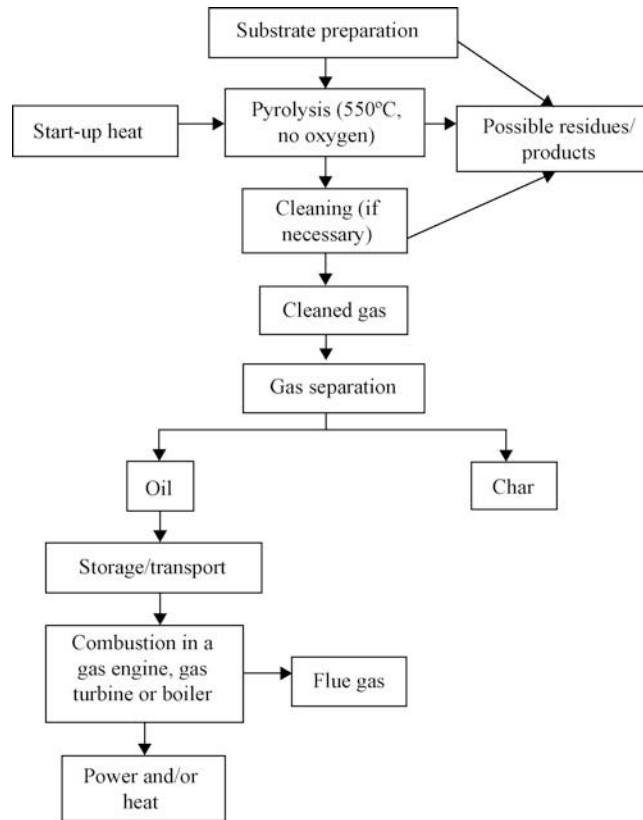 Substrate preparation
Start-up heat
Pyrolysis (550ºC,
no oxygen)
Possible residues/
products
Cleaning (if
necessary)
Cleaned gas
Gas separation
Oil
Char
Storage/transport
Combustion in a
gas engine, gas
turbine or boiler
Flue gas
Power and/or
heat